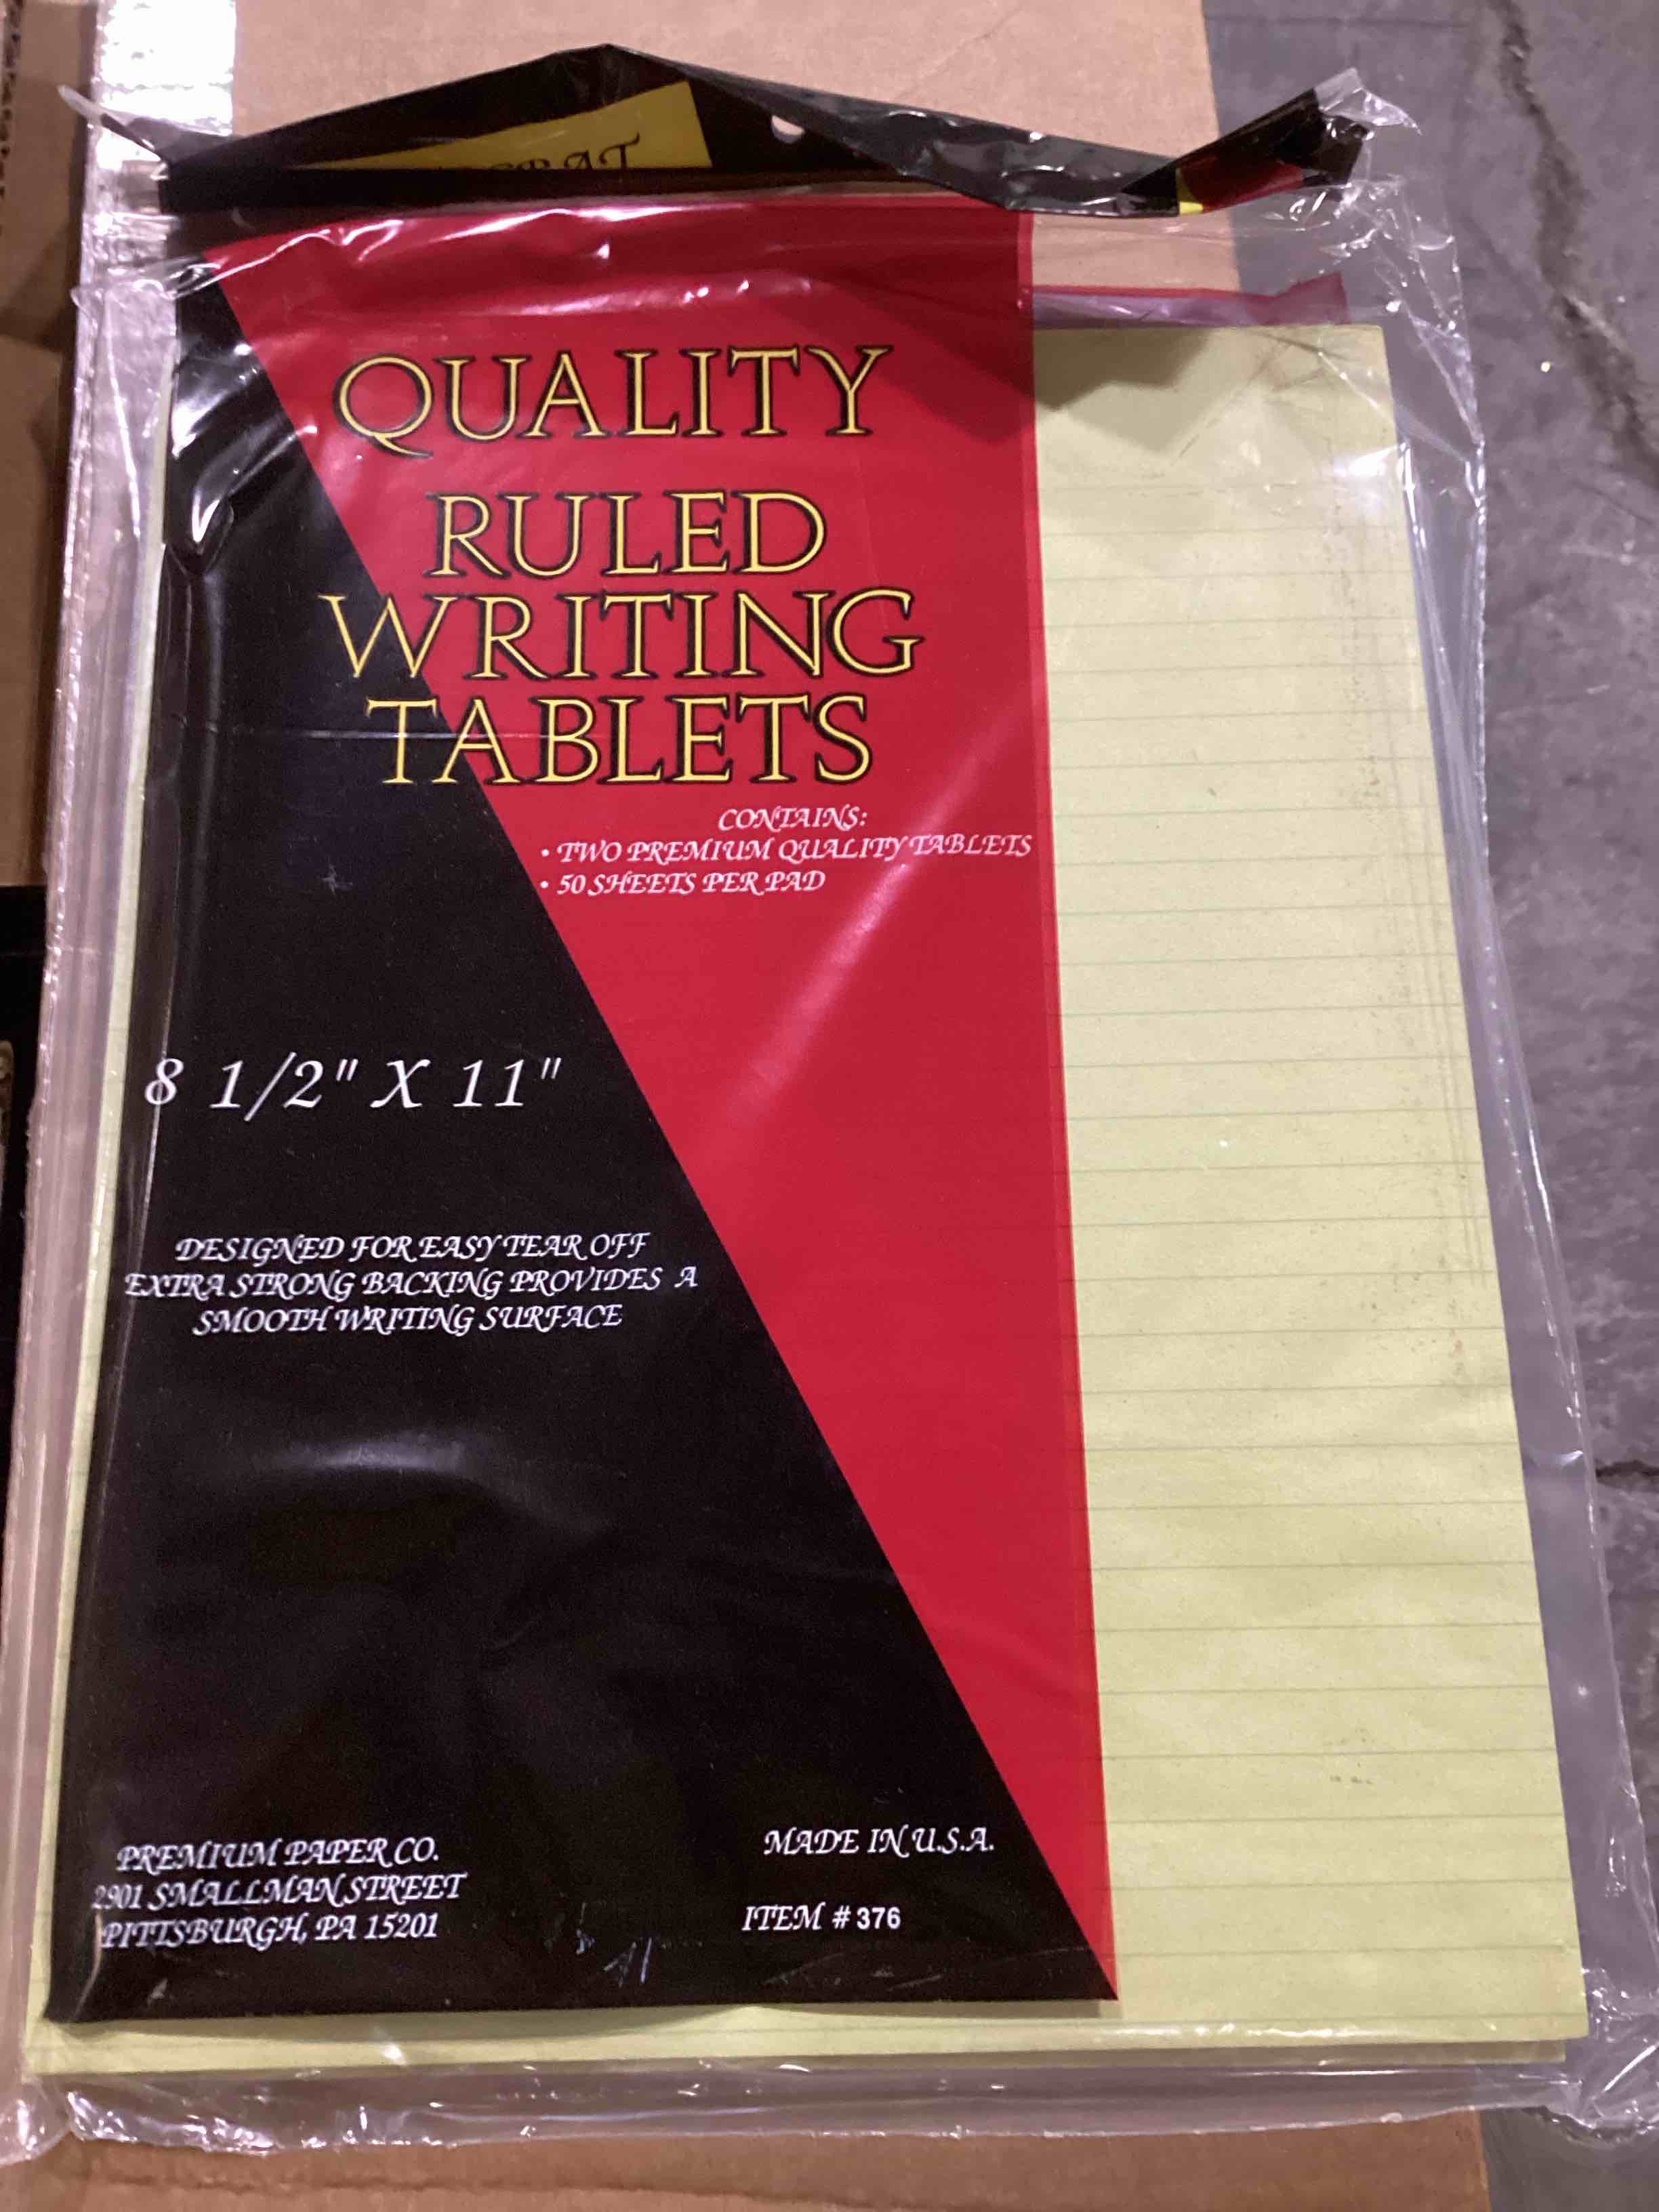 QUALITY
RULED
WRITING
TABLETS
CONTAINS:
• TWO PREMIUM QUALITY TABLETS
• 50 SHEETS PER PAD
8 1/2" X 11"
DESIGNED FOR EASY TEAR OFF
EXTRA STRONG BACKING PROVIDES A
SMOOTH WRITING SURFACE
PREMIUM PAPER CO.
2901 SMALLMAN STREET
PITTSBURGH, PA 15201
MADE IN U.S.A.
ITEM # 376